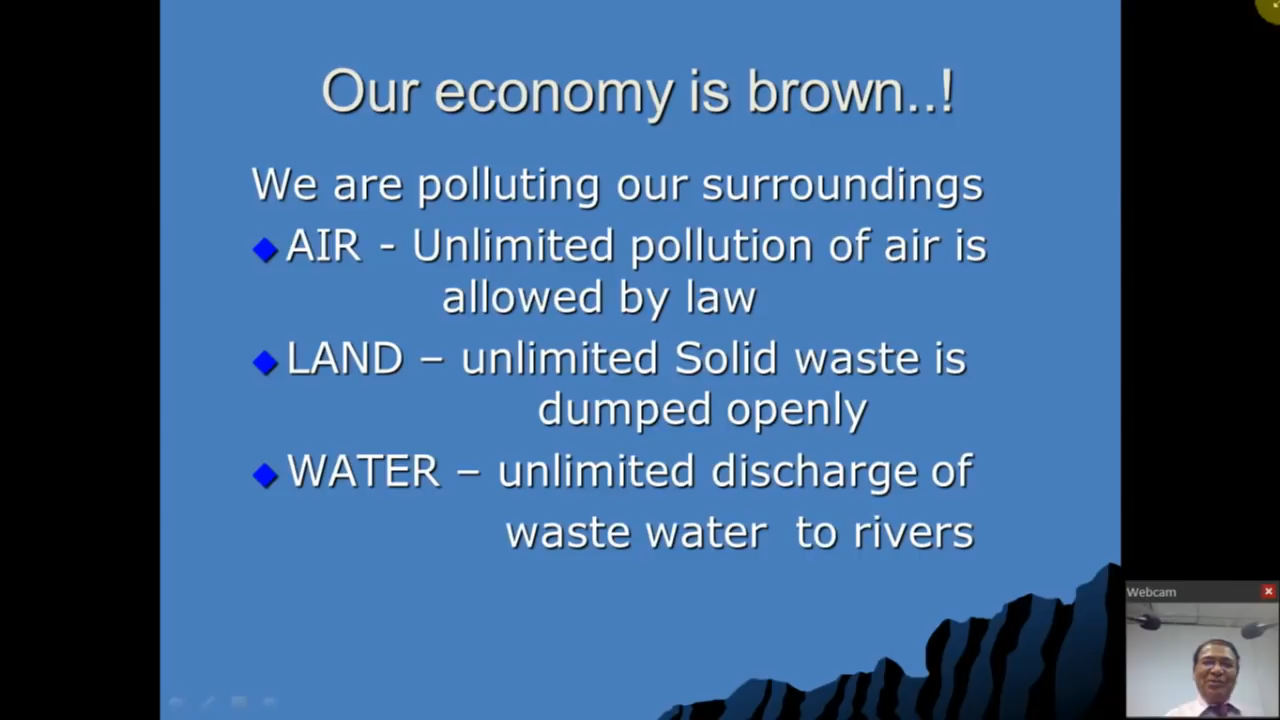 Our economy is brown..!
We are polluting our surroundings
AIR - Unlimited pollution of air is
allowed by law
LAND – unlimited Solid waste is
dumped openly
WATER – unlimited discharge of
waste water to rivers
Webcam